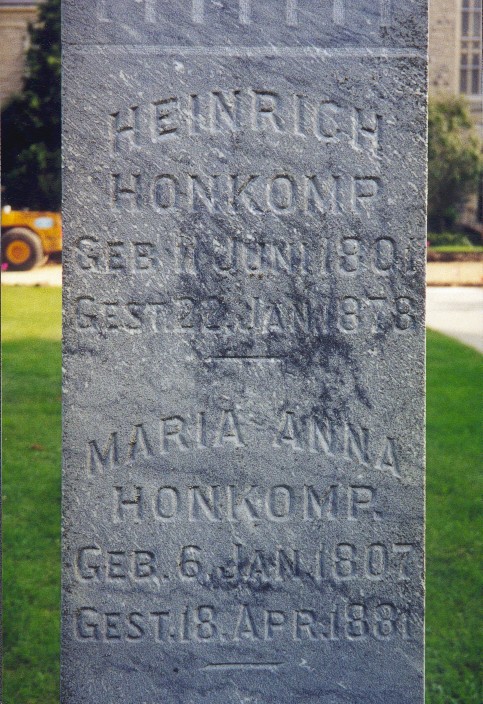 HEINRICH
HONKOMP.
GEB. 11. JUNI. 1801
GEST. 22. JAN. 1878
MARIA ANNA
HONKOMP.
GEB. 6. JAN. 1807
GEST. 18. APR. 1881